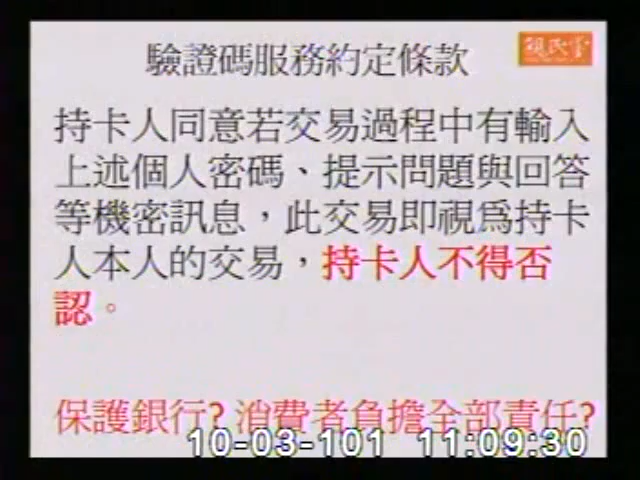 驗證碼服務約定條款
親民黨
持卡人同意若交易過程中有輸入
上述個人密碼、提示問題與回答
等機密訊息，此交易即視為持卡
人本人的交易，持卡人不得否
認。
保護銀行? 消費者負擔全部責任?
10-03-101 11:09:30